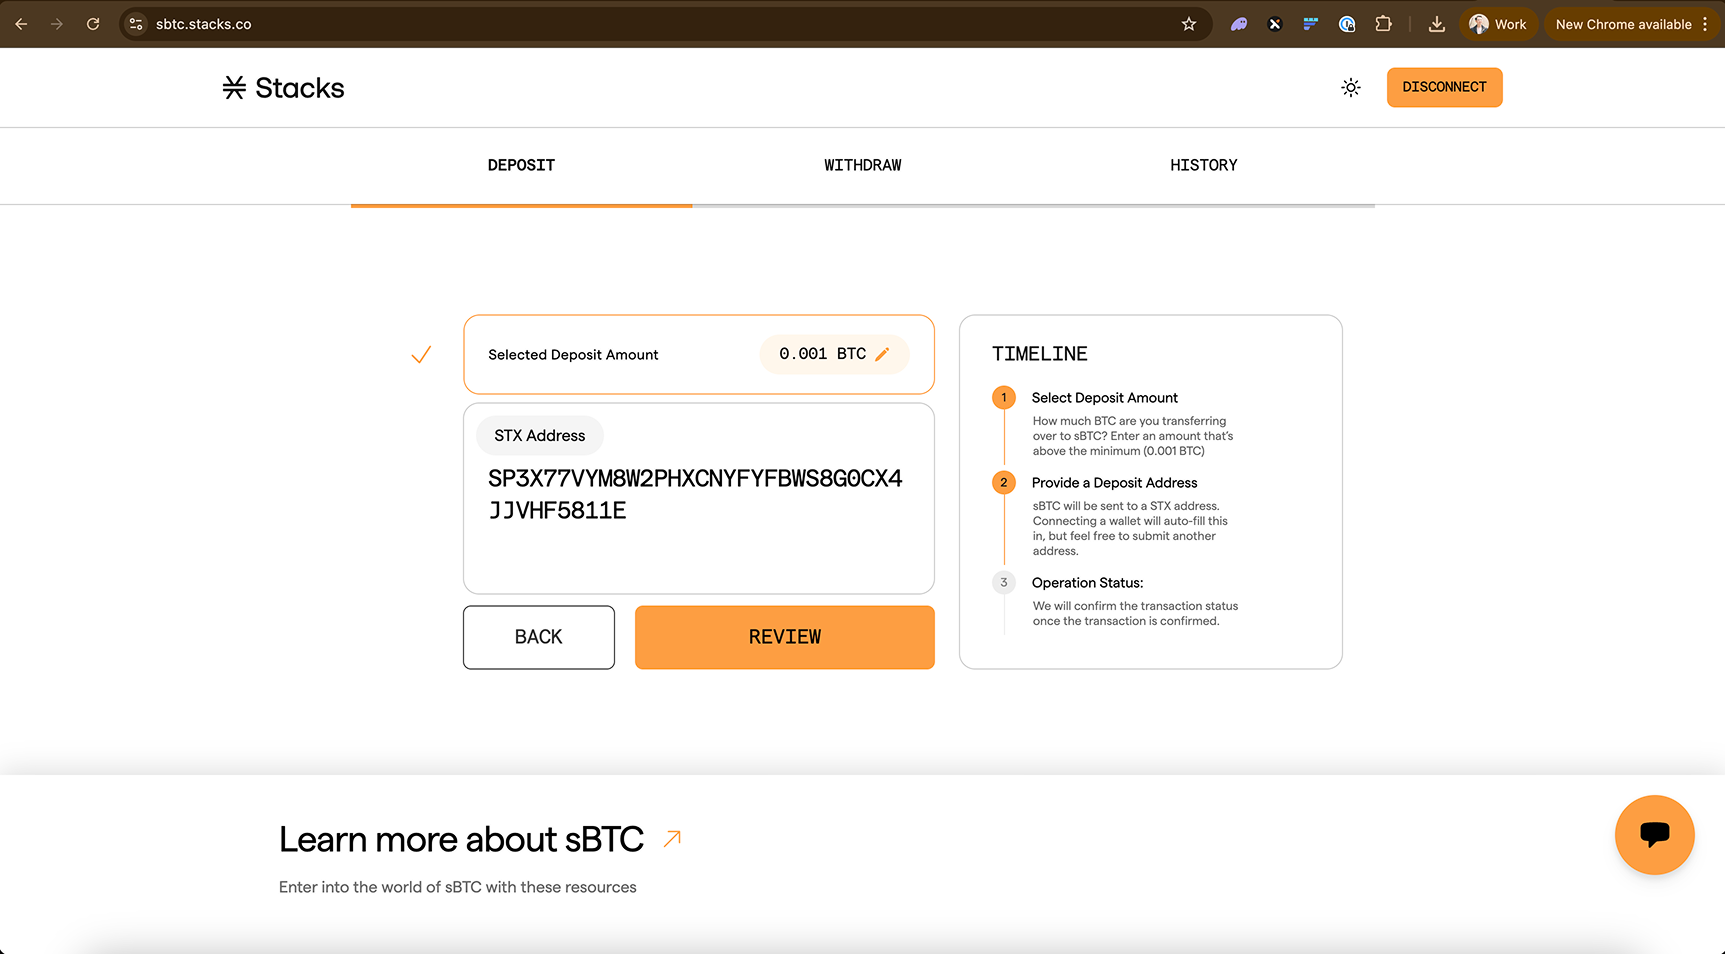 sbtc.stacks.co
Work
New Chrome available
Stacks
DISCONNECT
DEPOSIT
WITHDRAW
HISTORY
Selected Deposit Amount
0.001 BTC
STX Address
SP3X77VYM8W2PHXCNYFYFBWS8G0CX4
JJVHF5811E
BACK
REVIEW
TIMELINE
1
Select Deposit Amount
How much BTC are you transferring
over to sBTC? Enter an amount that's
above the minimum (0.001 BTC)
2
Provide a Deposit Address
sBTC will be sent to a STX address.
Connecting a wallet will auto-fill this
in, but feel free to submit another
address.
3
Operation Status:
We will confirm the transaction status
once the transaction is confirmed.
Learn more about sBTC
Enter into the world of sBTC with these resources